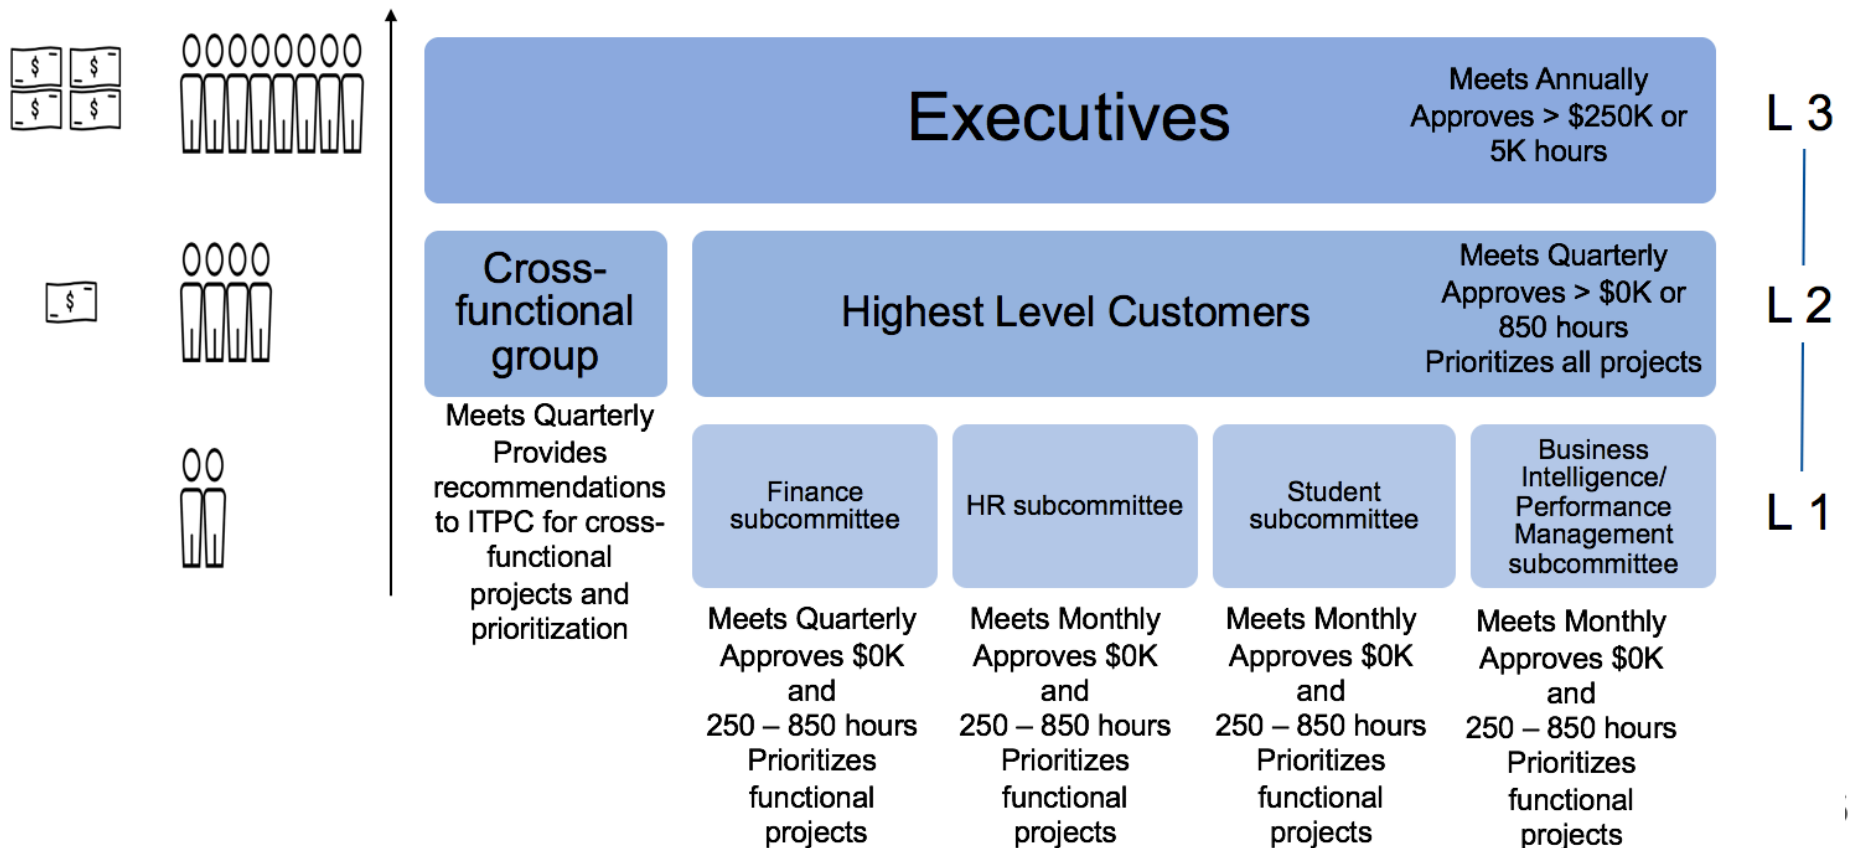 $ $
$ $
Executives
Meets Annually
Approves > $250K or
5K hours
L 3
$
Cross-
functional
group
Meets Quarterly
Provides
recommendations
to ITPC for cross-
functional
projects and
prioritization
Highest Level Customers
Meets Quarterly
Approves > $0K or
850 hours
Prioritizes all projects
L 2
Finance
subcommittee
HR subcommittee
Student
subcommittee
Business
Intelligence/
Performance
Management
subcommittee
L 1
Meets Quarterly
Approves $0K
and
250 – 850 hours
Prioritizes
functional
projects
Meets Monthly
Approves $0K
and
250 – 850 hours
Prioritizes
functional
projects
Meets Monthly
Approves $0K
and
250 – 850 hours
Prioritizes
functional
projects
Meets Monthly
Approves $0K
and
250 – 850 hours
Prioritizes
functional
projects